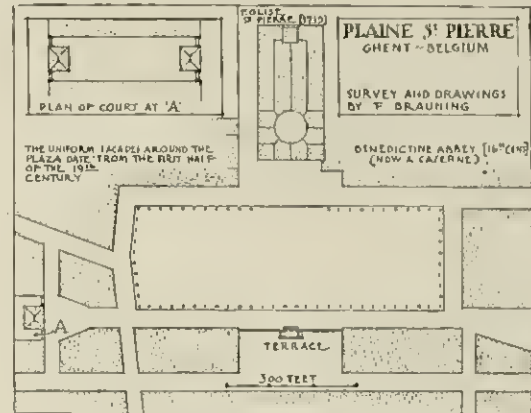 PLAN OF COURT AT 'A'
THE UNIFORM FACADES AROUND THE
PLAZA DATE FROM THE FIRST HALF
OF THE 19TH
CENTURY
EGLISE
ST PIERRE [1719]
PLAINE ST PIERRE
GHENT ~ BELGIUM
SURVEY AND DRAWINGS
BY F BRAUNING
BENEDICTINE ABBEY [16TH CENT]
(NOW A CASERNE)
A
TERRACE
300 FEET